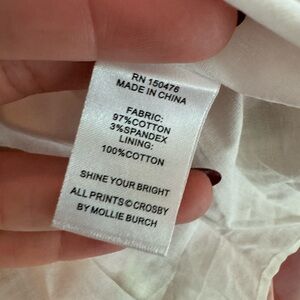 RN 150476
MADE IN CHINA
FABRIC:
97%COTTON
3%SPANDEX
LINING:
100%COTTON
SHINE YOUR BRIGHT
ALL PRINTS©CROSBY
BY MOLLIE BURCH